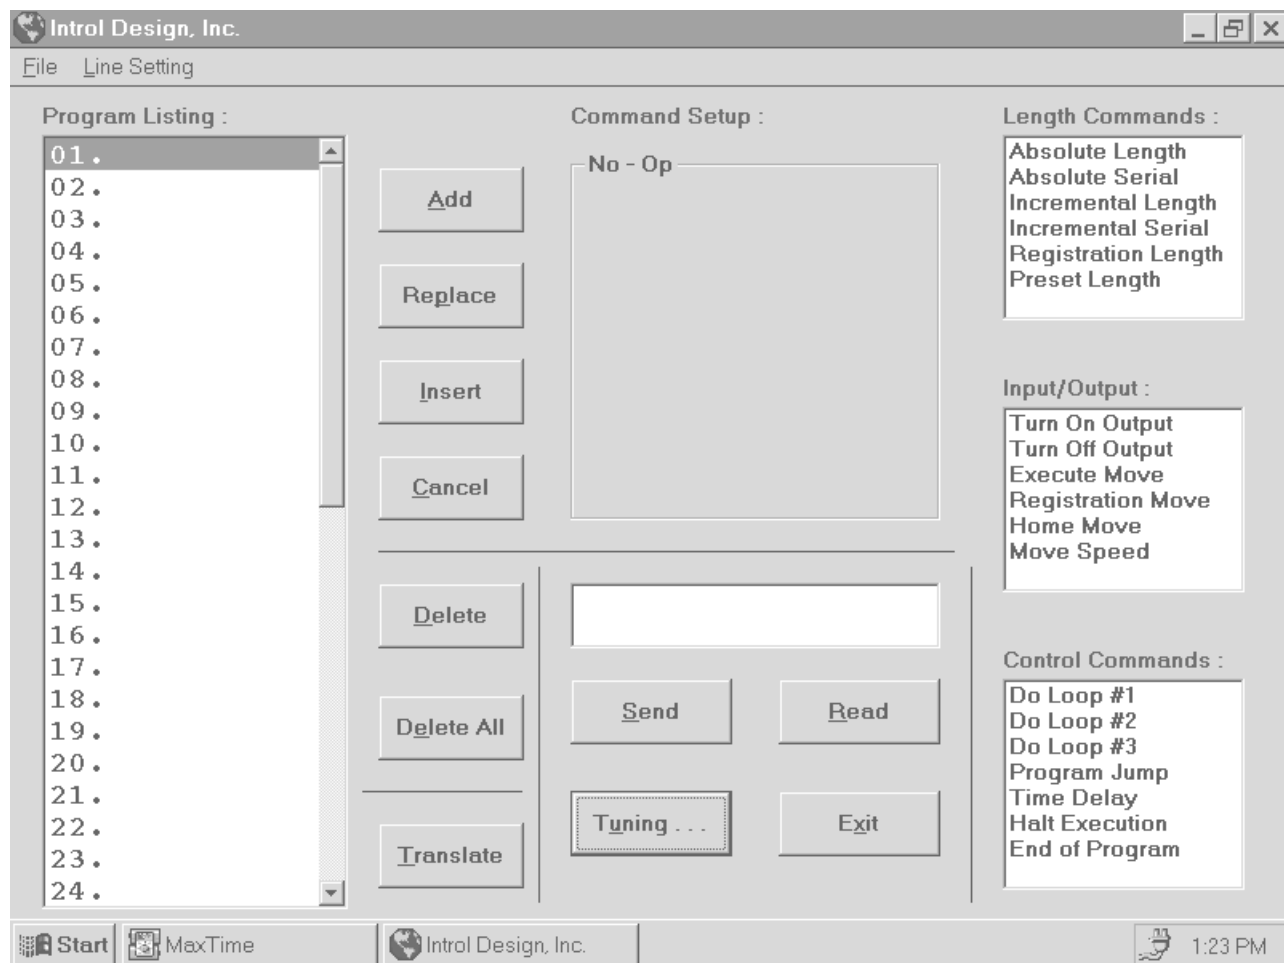 Introl Design, Inc.
File Line Setting
Program Listing :
01.
02.
03.
04.
05.
06.
07.
08.
09.
10.
11.
12.
13.
14.
15.
16.
17.
18.
19.
20.
21.
22.
23.
24.
Add
Replace
Insert
Cancel
Delete
Delete All
Translate
Command Setup :
No - Op
Send
Read
Tuning . . .
Exit
Length Commands :
Absolute Length
Absolute Serial
Incremental Length
Incremental Serial
Registration Length
Preset Length
Input/Output :
Turn On Output
Turn Off Output
Execute Move
Registration Move
Home Move
Move Speed
Control Commands :
Do Loop #1
Do Loop #2
Do Loop #3
Program Jump
Time Delay
Halt Execution
End of Program
Start
MaxTime
Introl Design, Inc.
1:23 PM